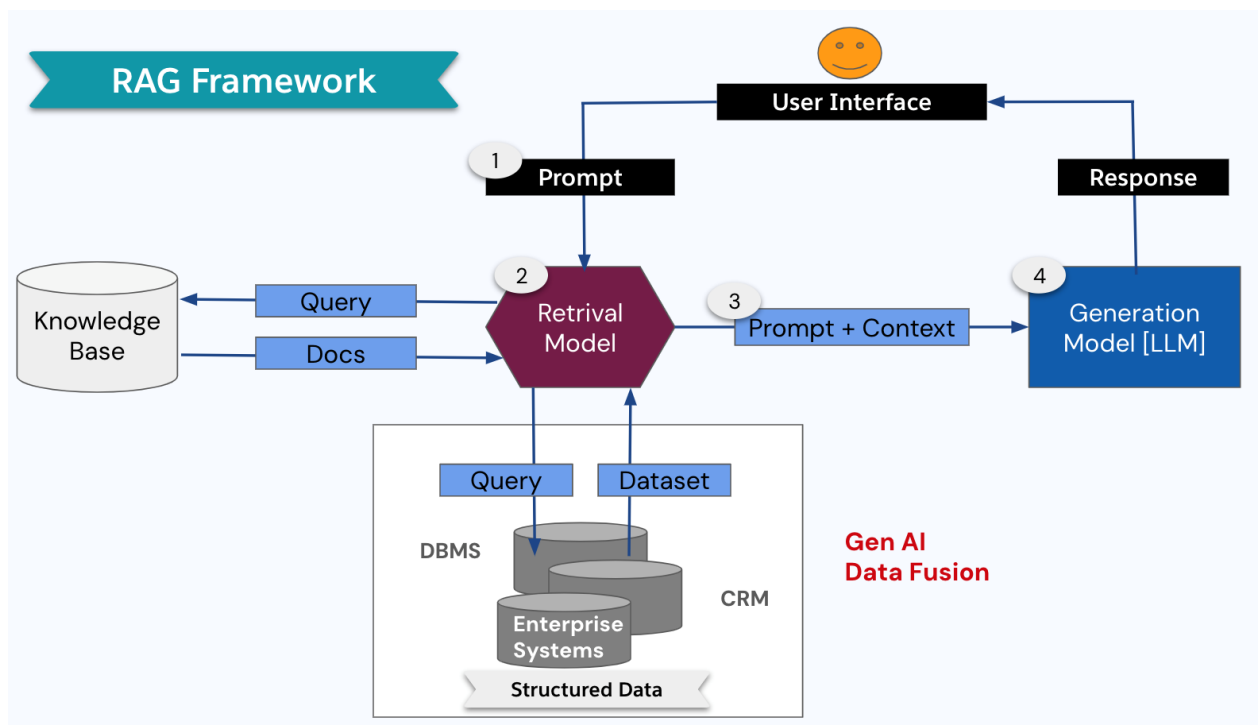 RAG Framework
User Interface
1
Prompt
Response
2
3
4
Knowledge
Base
Query
Docs
Retrival
Model
Prompt + Context
Generation
Model [LLM]
Query
Dataset
DBMS
CRM
Enterprise
Systems
Structured Data
Gen AI
Data Fusion